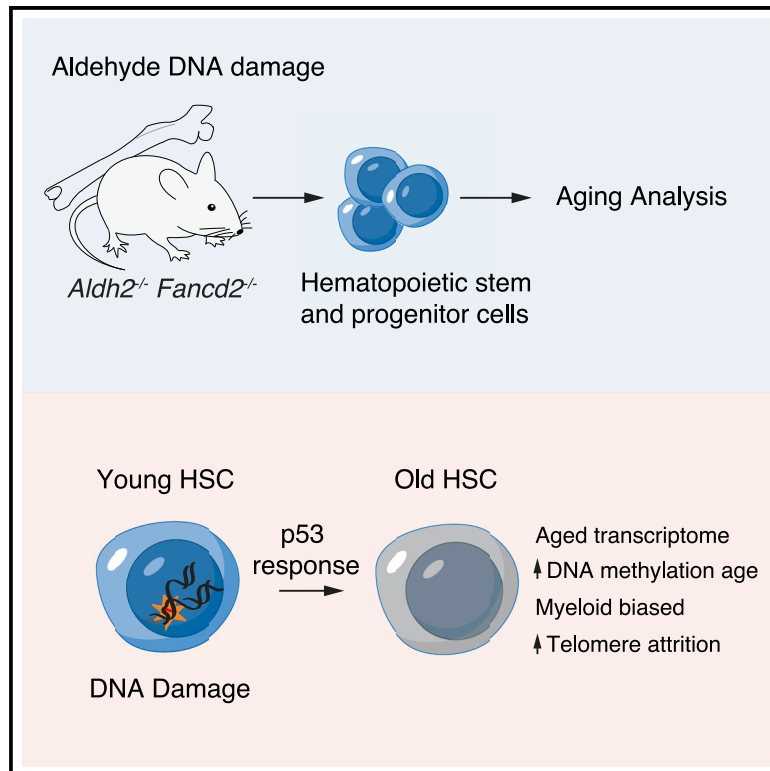 Aldehyde DNA damage
Aldh2-/- Fancd2-/-
Hematopoietic stem
and progenitor cells
Aging Analysis
Young HSC
DNA Damage
p53
response
Old HSC
Aged transcriptome
↑DNA methylation age
Myeloid biased
↑Telomere attrition